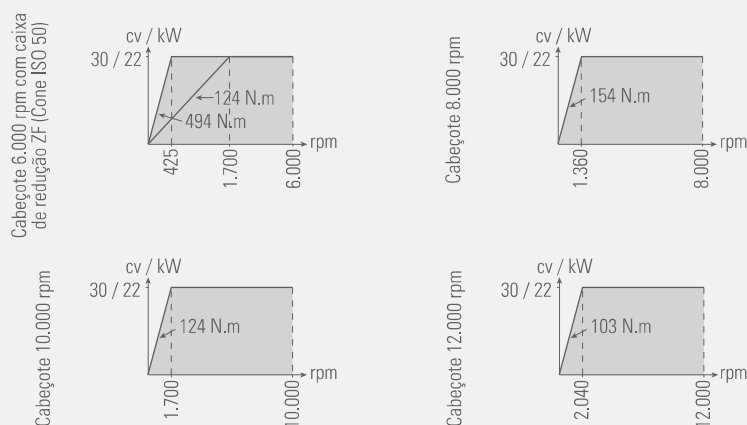 Cabeçote 6.000 rpm com caixa
de redução ZF (Cone ISO 50)
cv / kW
30 / 22
124 N.m
494 N.m
rpm
425
1.700
6.000
Cabeçote 8.000 rpm
cv / kW
30 / 22
154 N.m
rpm
1.360
8.000
Cabeçote 10.000 rpm
cv / kW
30 / 22
124 N.m
rpm
1.700
10.000
Cabeçote 12.000 rpm
cv / kW
30 / 22
103 N.m
rpm
2.040
12.000